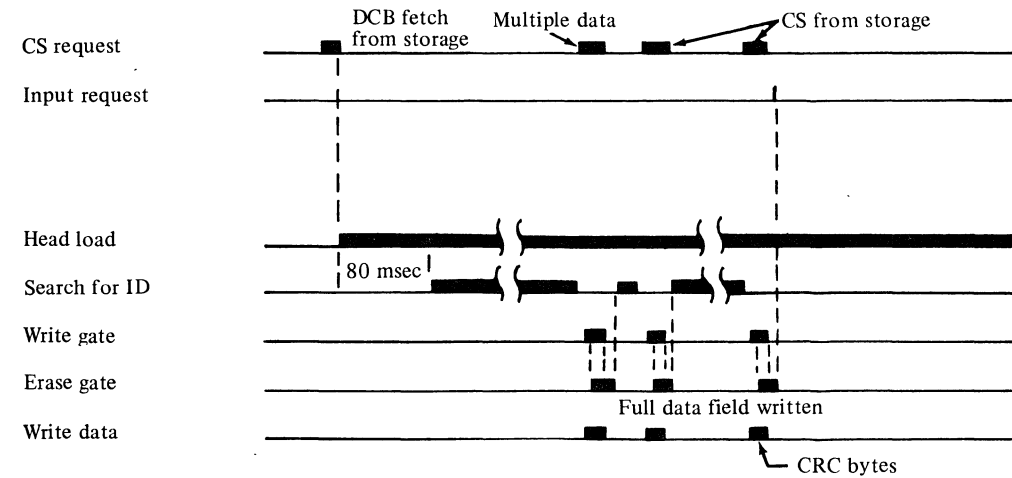 DCB fetch
from storage
Multiple data
CS from storage
CS request
Input request
Head load
80 msec
Search for ID
Write gate
Erase gate
Full data field written
Write data
CRC bytes